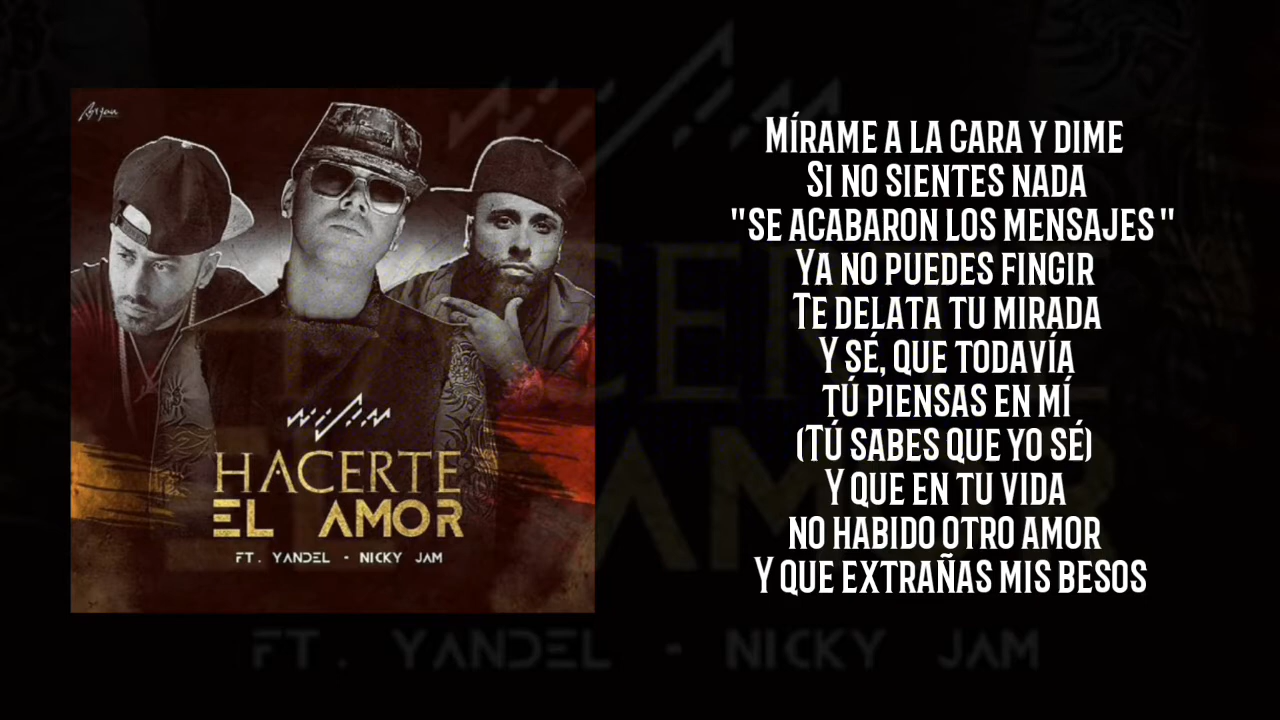 WISIN
HACERTE
EL AMOR
FT. YANDEL - NICKY JAM
MÍRAME A LA CARA Y DIME
SI NO SIENTES NADA
"SE ACABARON LOS MENSAJES"
YA NO PUEDES FINGIR
TE DELATA TU MIRADA
Y SÉ, QUE TODAVÍA
TÚ PIENSAS EN MÍ
(TÚ SABES QUE YO SÉ)
Y QUE EN TU VIDA
NO HABIDO OTRO AMOR
Y QUE EXTRAÑAS MIS BESOS
FT. YANDEL - NICKY JAM